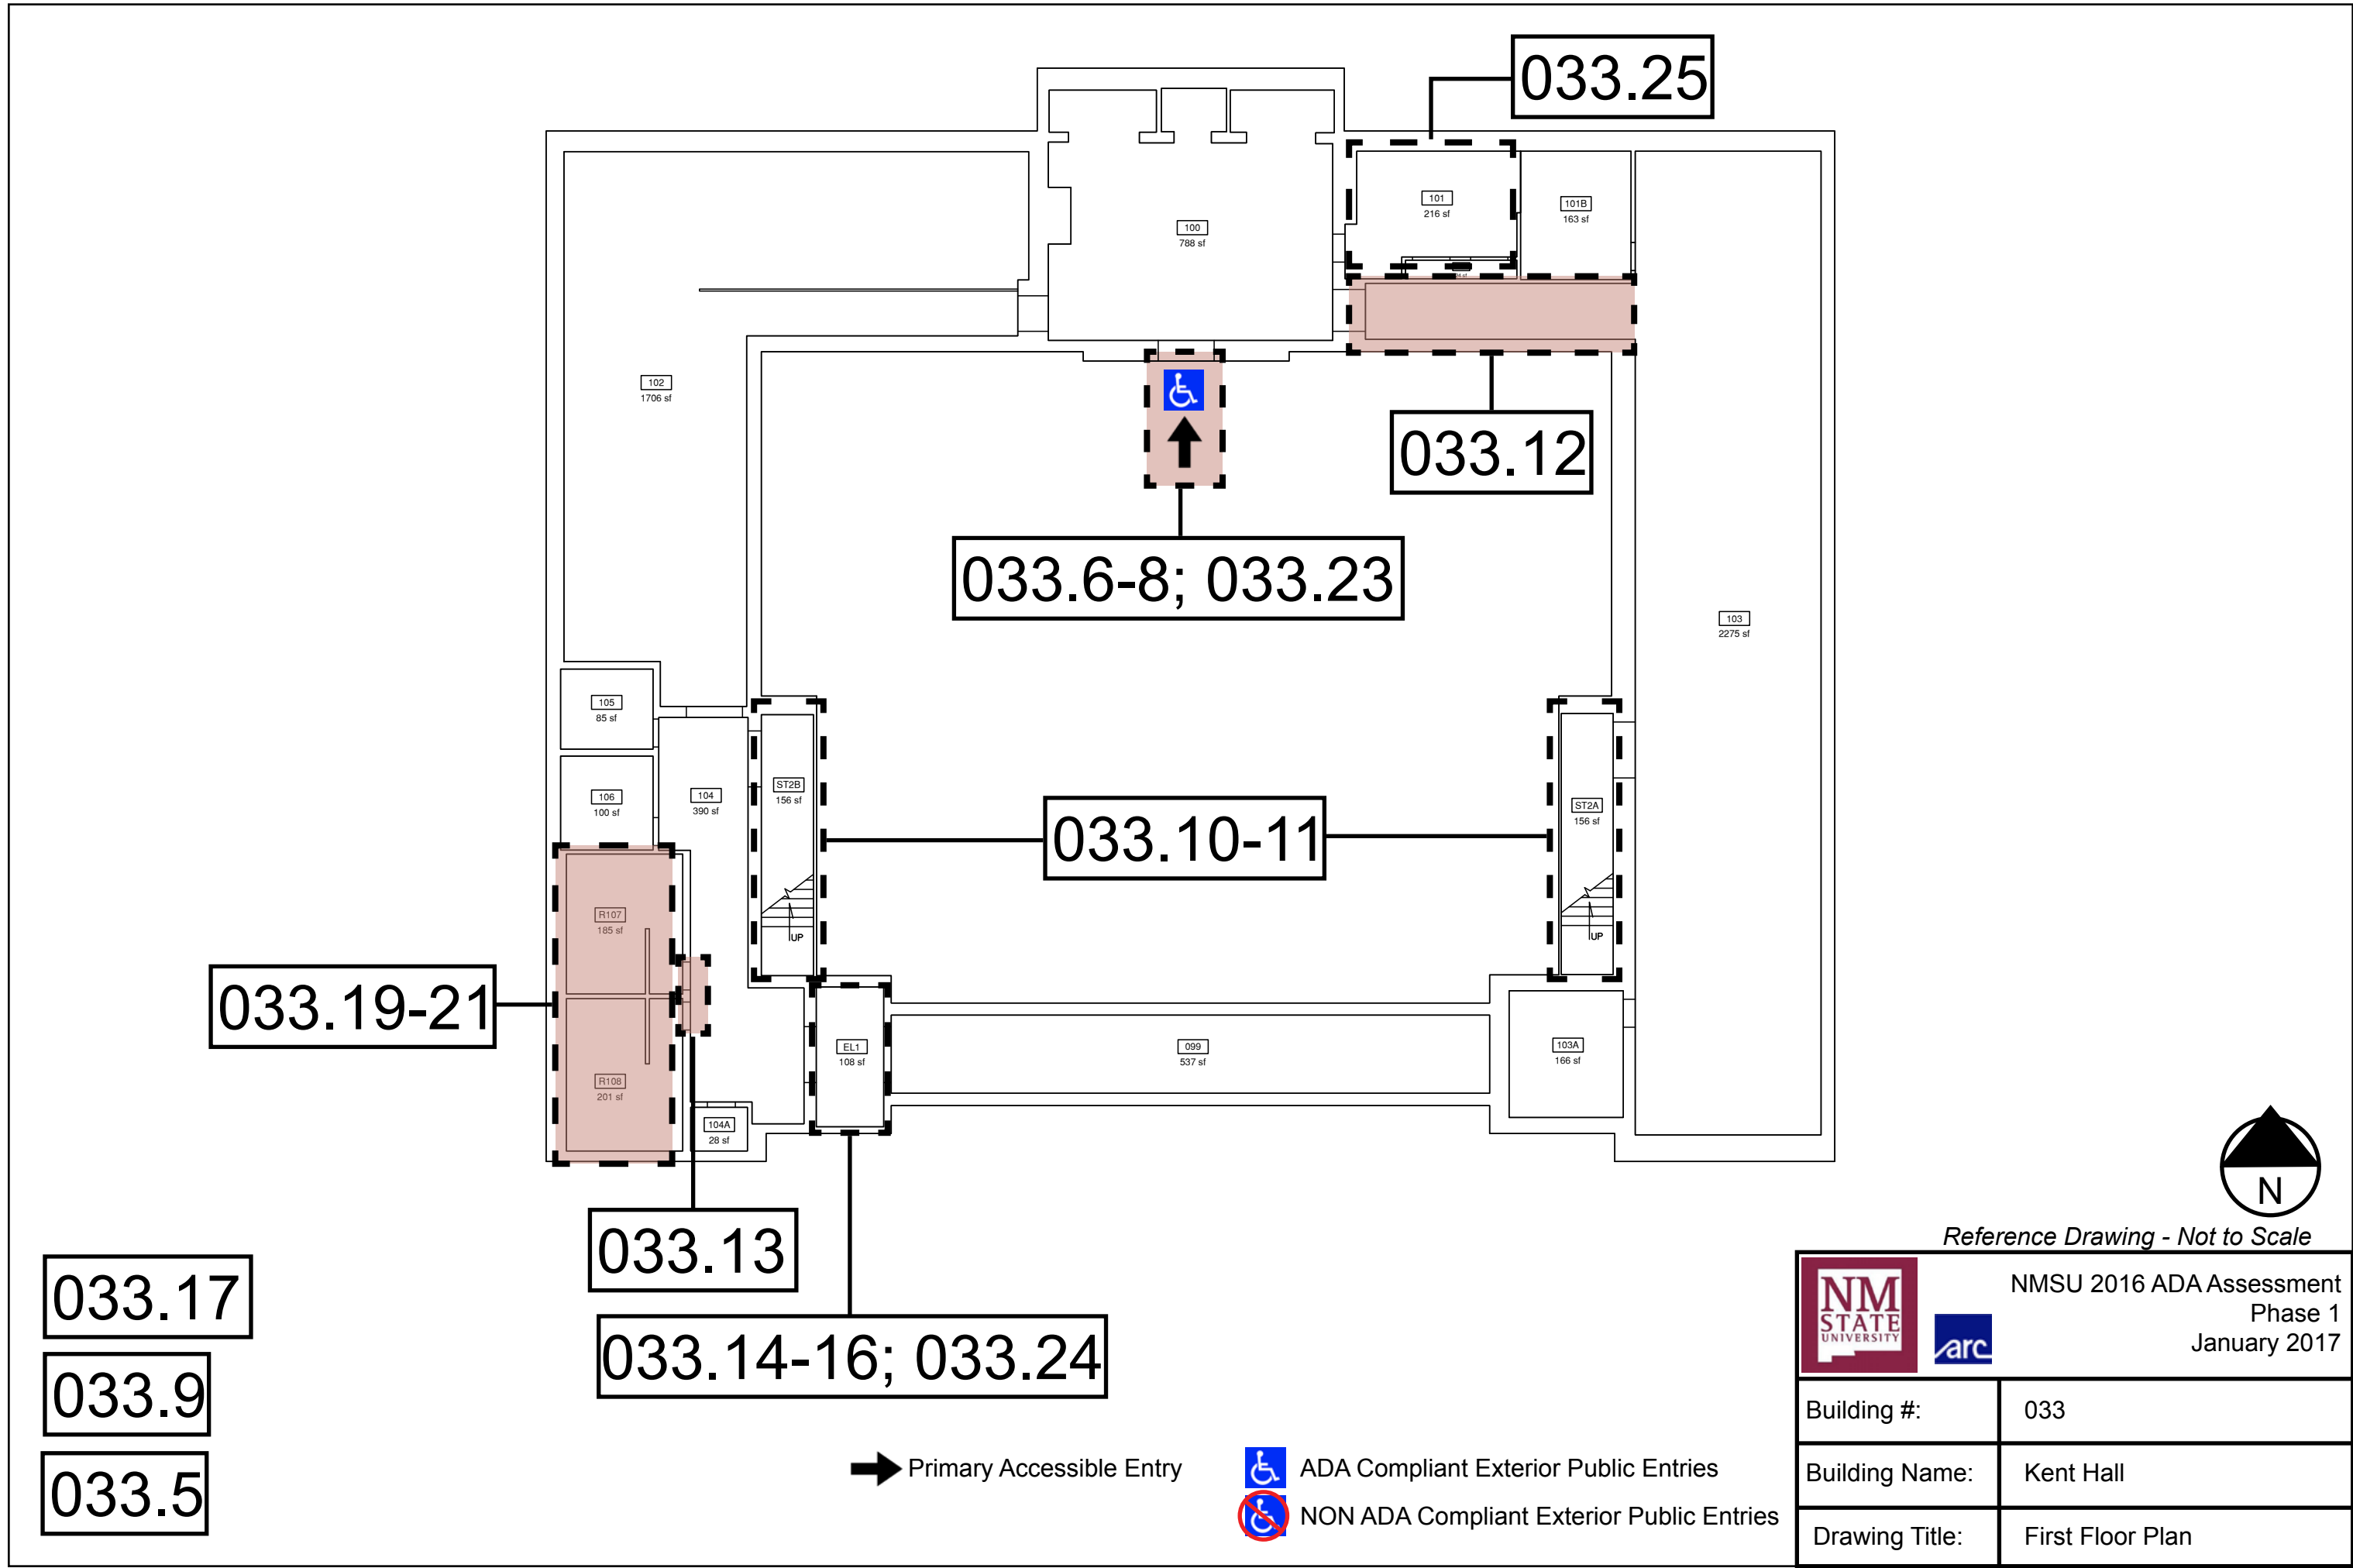 033.25
101
216 sf
101B
163 sf
100
788 sf
102
1706 sf
033.12
033.6-8; 033.23
103
2275 sf
105
85 sf
ST2B
156 sf
106
100 sf
104
390 sf
ST2A
156 sf
033.10-11
UP
UP
R107
185 sf
033.19-21
EL1
108 sf
099
537 sf
103A
166 sf
R108
201 sf
104A
28 sf
N
Reference Drawing - Not to Scale
033.13
033.17
033.14-16; 033.24
033.9
033.5
Primary Accessible Entry
ADA Compliant Exterior Public Entries
NON ADA Compliant Exterior Public Entries
NM
STATE
UNIVERSITY
arc
NMSU 2016 ADA Assessment
Phase 1
January 2017
Building #:
033
Building Name:
Kent Hall
Drawing Title:
First Floor Plan